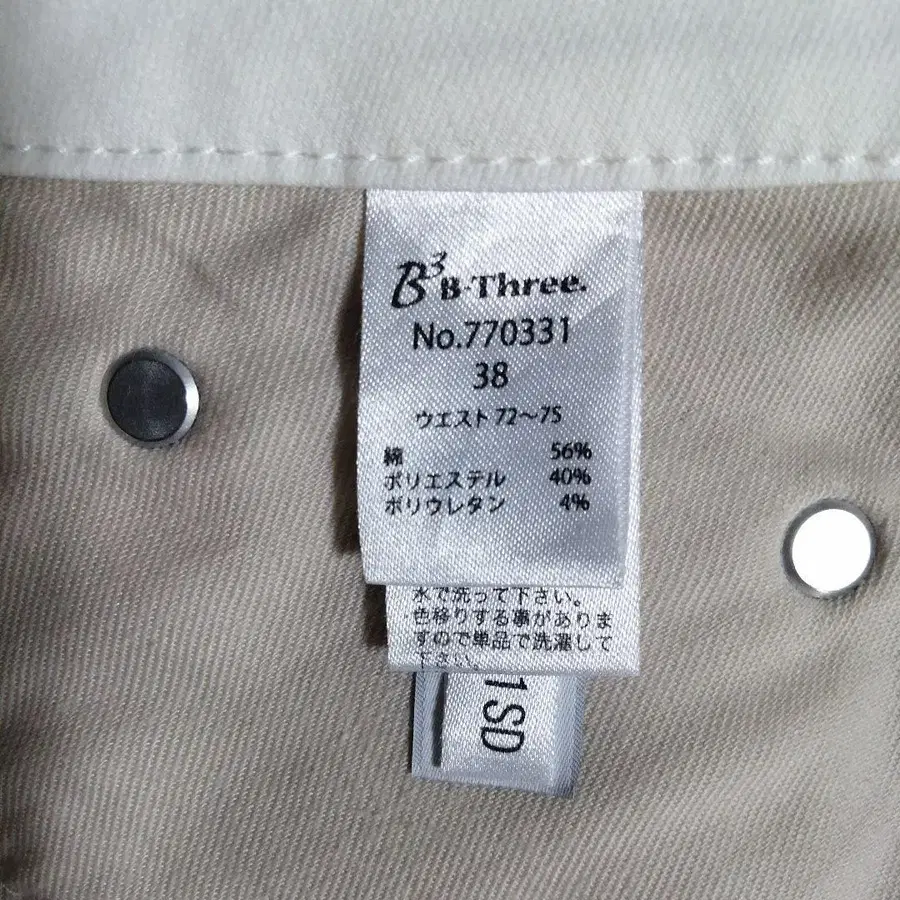 B³ B-Three.
No.770331
38
ウエスト 72～75
綿 56%
ポリエステル 40%
ポリウレタン 4%
水で洗って下さい。
色移りする事がありま
すので単品で洗濯して
下さい。
1SD